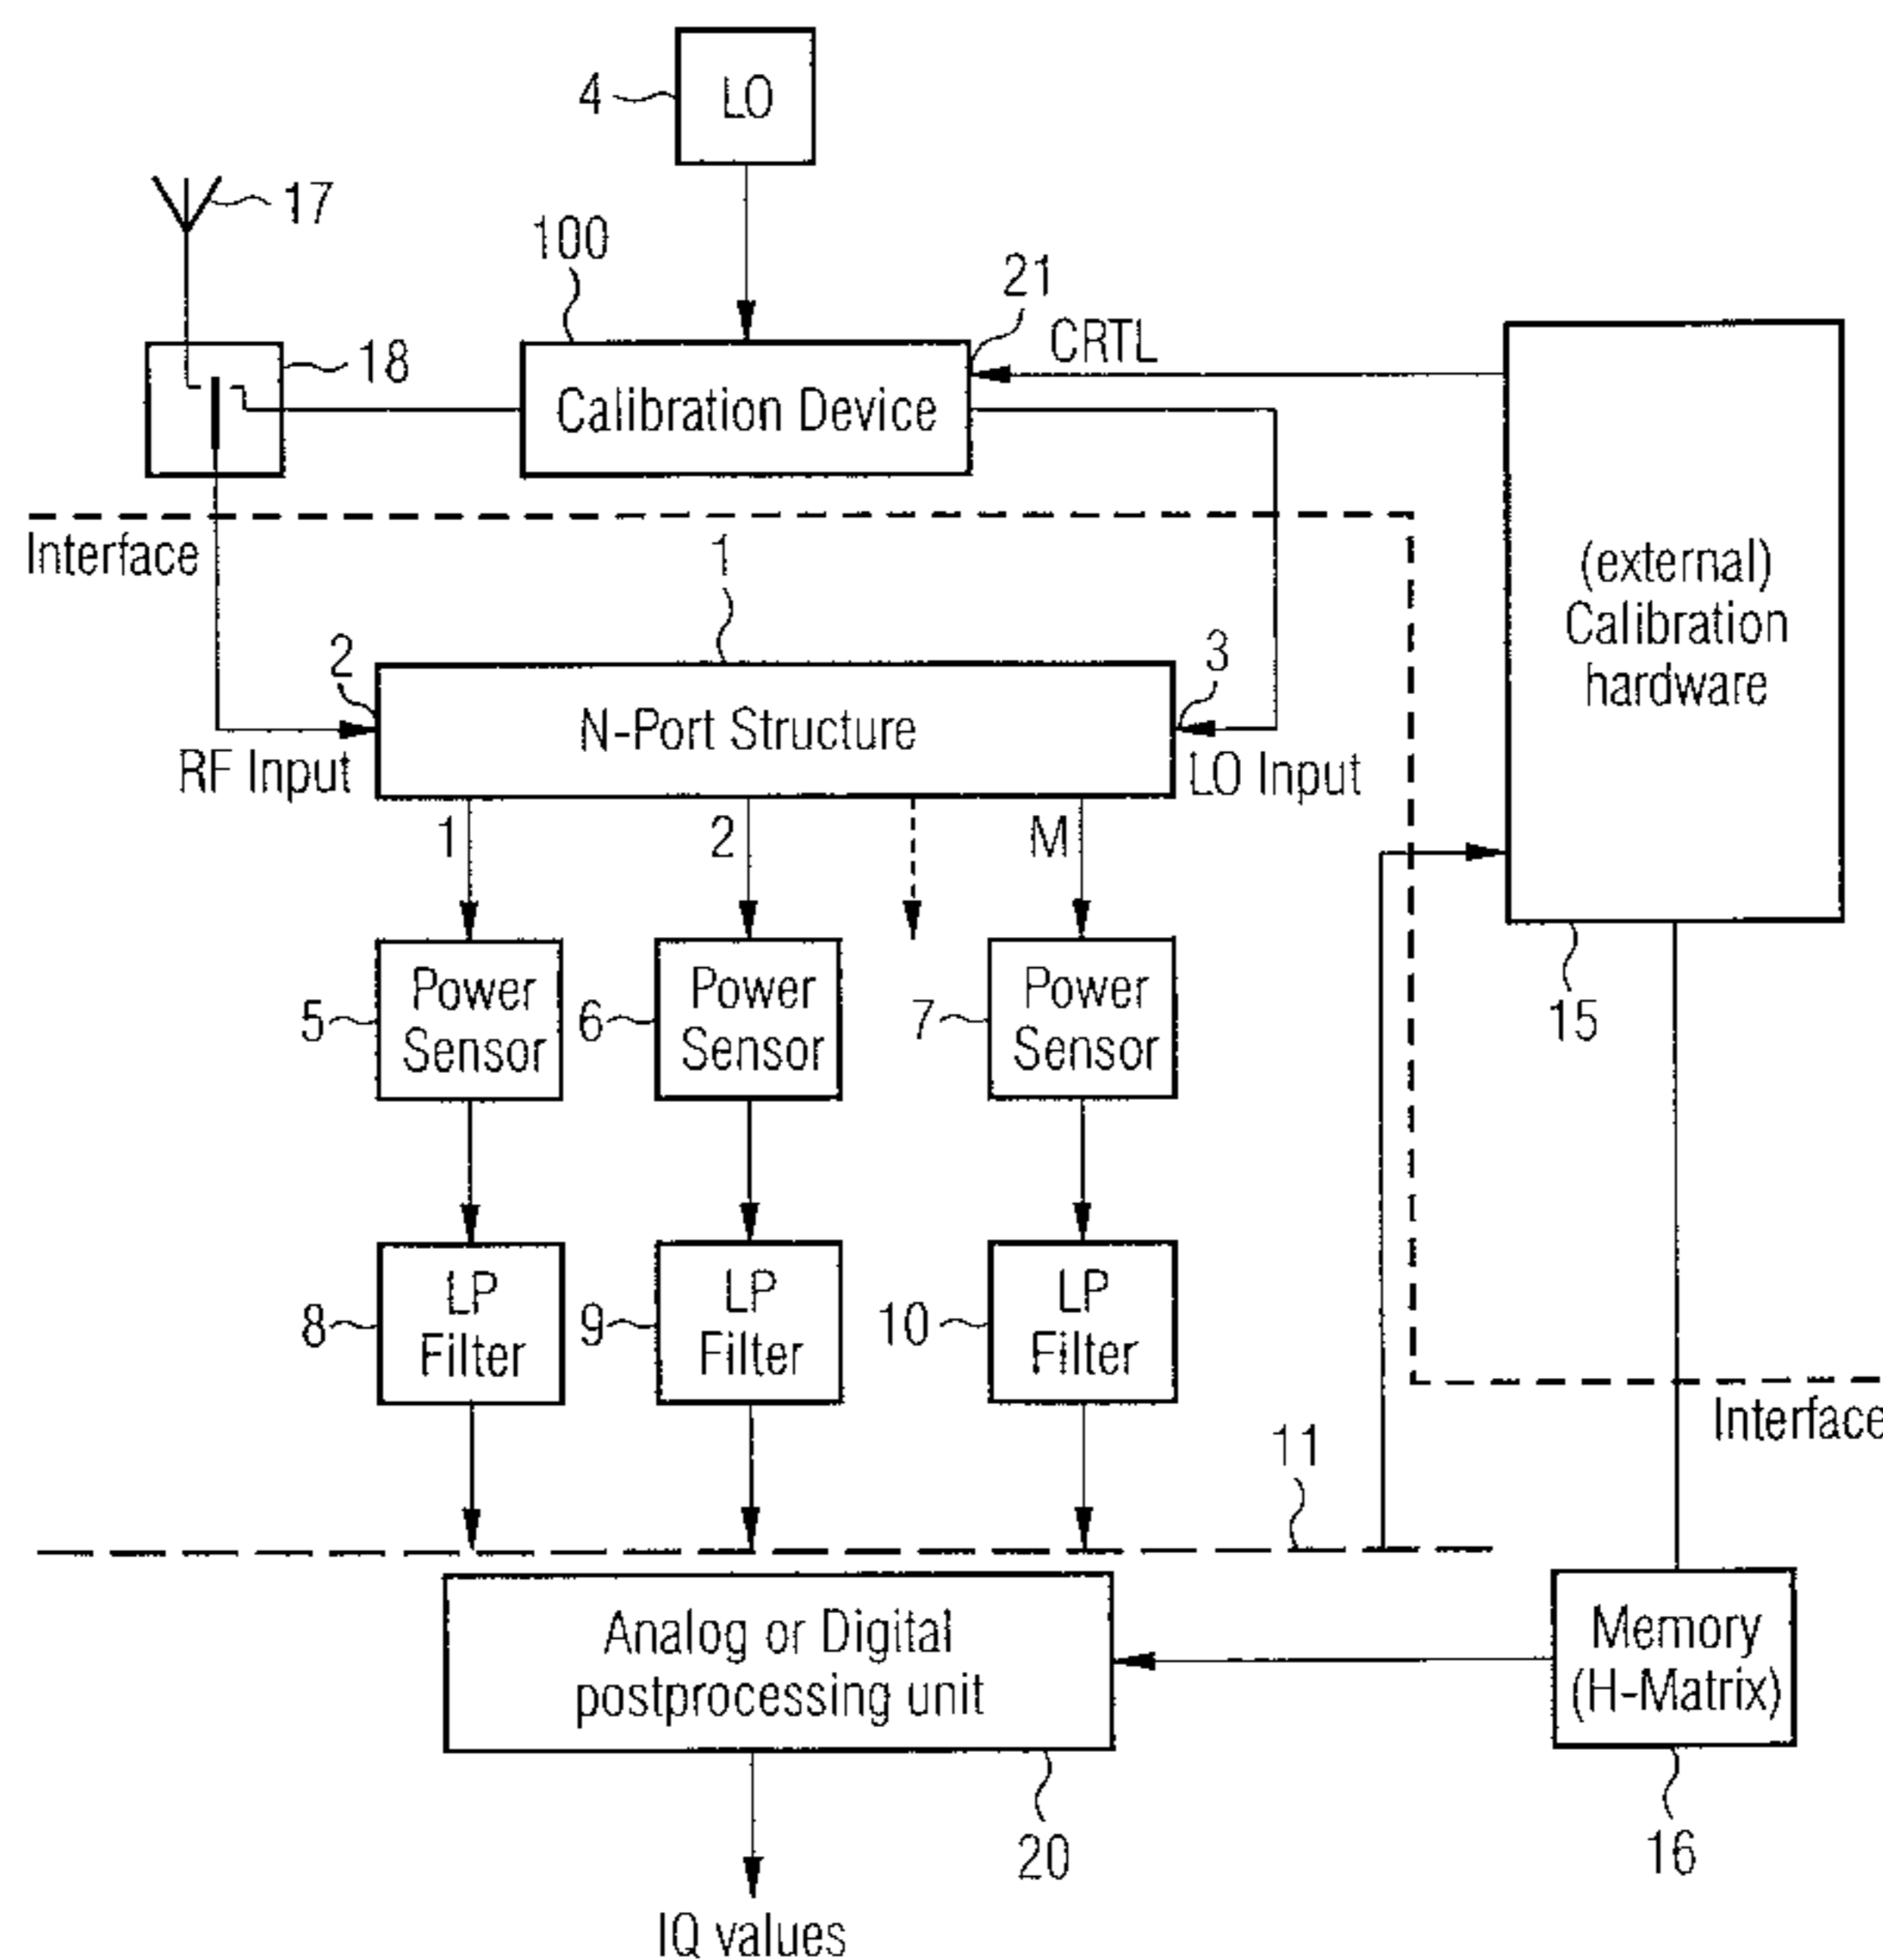 4
LO
17
100
21
CRTL
18
Calibration Device
Interface
1
(external)
Calibration
hardware
2
3
N-Port Structure
RF Input
LO Input
1
2
M
15
5
Power
Sensor
6
Power
Sensor
7
Power
Sensor
8
LP
Filter
9
LP
Filter
10
LP
Filter
Interface
11
Analog or Digital
postprocessing unit
Memory
(H-Matrix)
20
16
IQ values